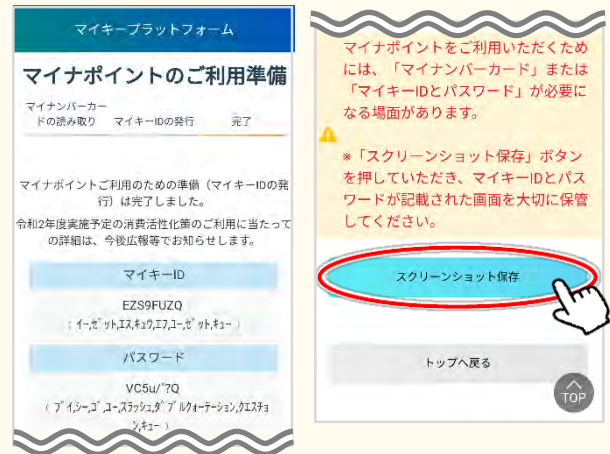 マイキープラットフォーム
マイナポイントのご利用準備
マイナンバーカー
ドの読み取り
マイキーIDの発行
完了
マイナポイントご利用のための準備（マイキーIDの発
行）は完了しました。
令和2年度実施予定の消費活性化策のご利用に当たって
の詳細は、今後広報等でお知らせします。
マイキーID
EZS9FUZQ
（ イー,ゼット,エス,キュウ,エフ,ユー,ゼット,キュー ）
パスワード
VC5u/"?Q
（ ブイ,シー,ゴ,ユー,スラッシュ,ダブルクォーテーション,クエスチョ
ン,キュー ）
マイナポイントをご利用いただくため
には、「マイナンバーカード」または
「マイキーIDとパスワード」が必要に
なる場面があります。
※「スクリーンショット保存」ボタン
を押していただき、マイキーIDとパス
ワードが記載された画面を大切に保管
してください。
スクリーンショット保存
トップへ戻る
TOP